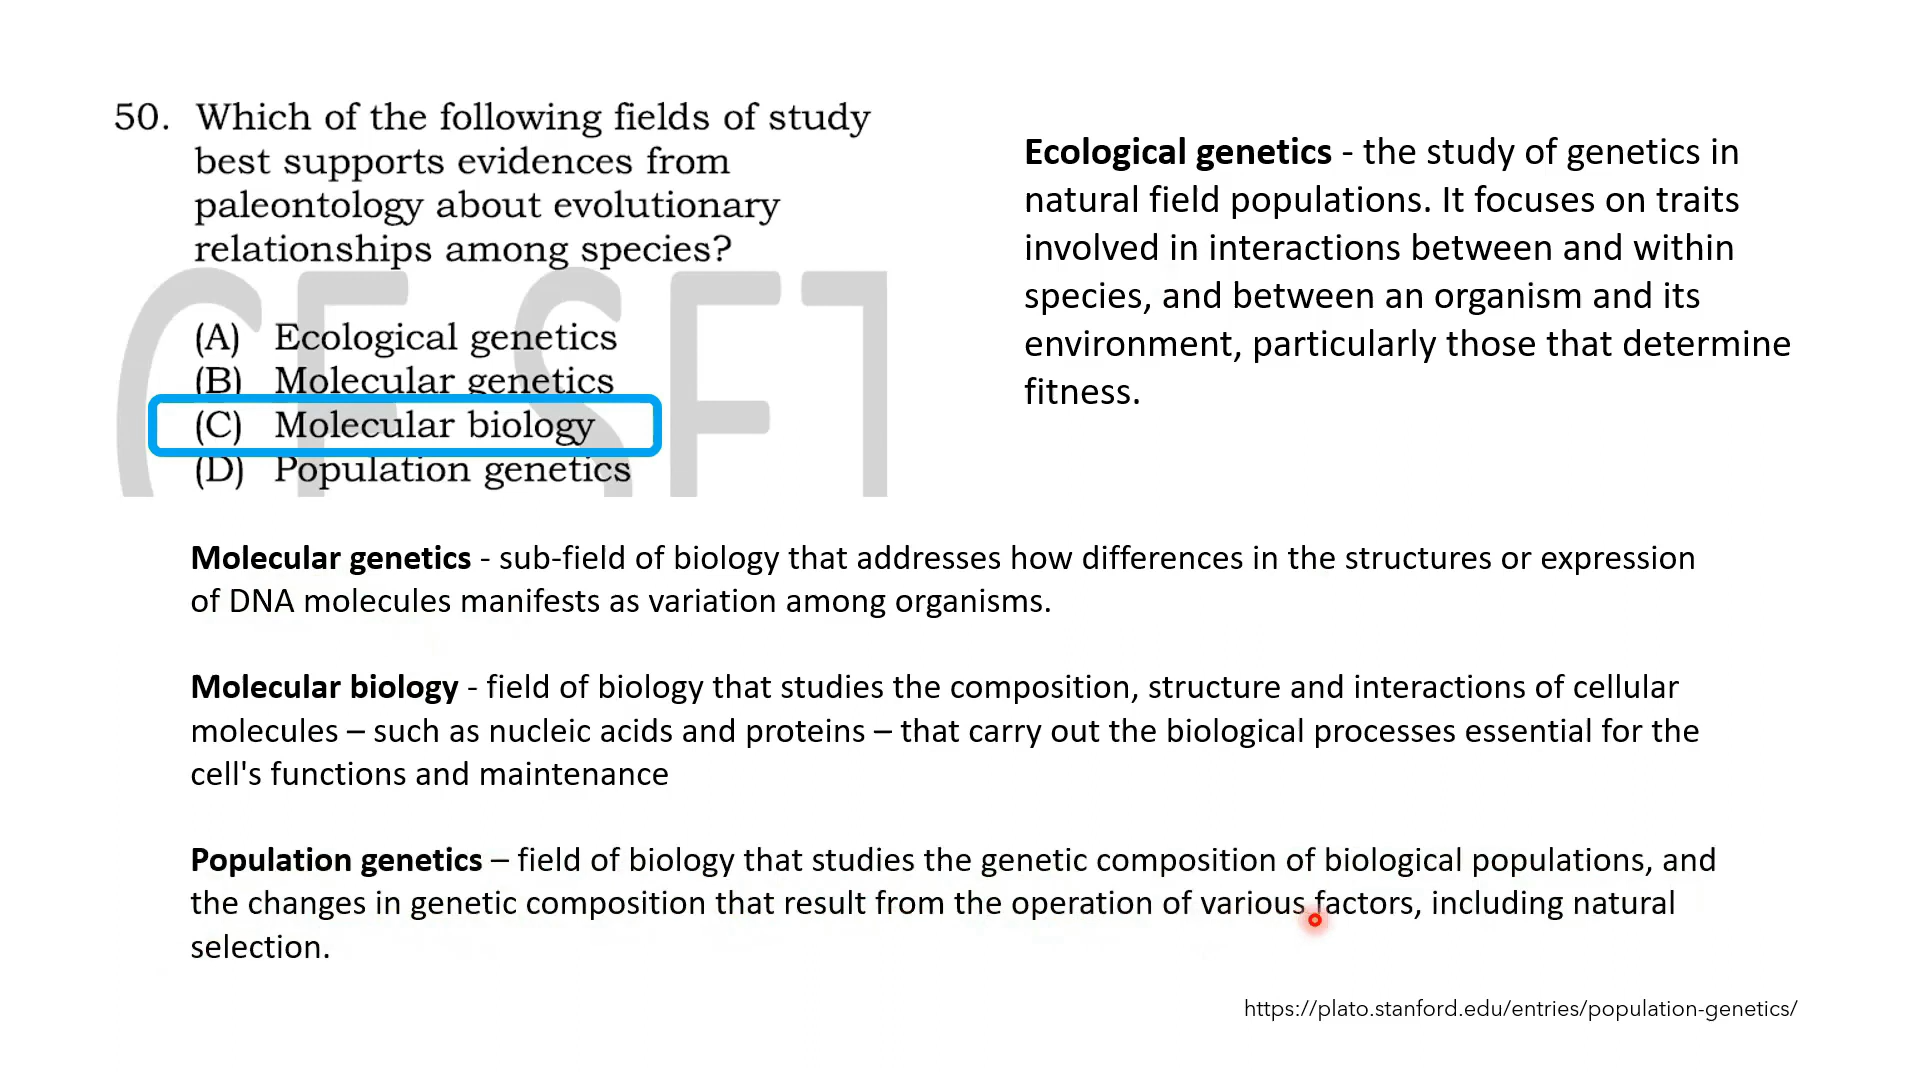 50. Which of the following fields of study
best supports evidences from
paleontology about evolutionary
relationships among species?
(A) Ecological genetics
(B) Molecular genetics
(C) Molecular biology
(D) Population genetics
Ecological genetics - the study of genetics in
natural field populations. It focuses on traits
involved in interactions between and within
species, and between an organism and its
environment, particularly those that determine
fitness.
Molecular genetics - sub-field of biology that addresses how differences in the structures or expression
of DNA molecules manifests as variation among organisms.
Molecular biology - field of biology that studies the composition, structure and interactions of cellular
molecules – such as nucleic acids and proteins – that carry out the biological processes essential for the
cell's functions and maintenance
Population genetics – field of biology that studies the genetic composition of biological populations, and
the changes in genetic composition that result from the operation of various factors, including natural
selection.
https://plato.stanford.edu/entries/population-genetics/